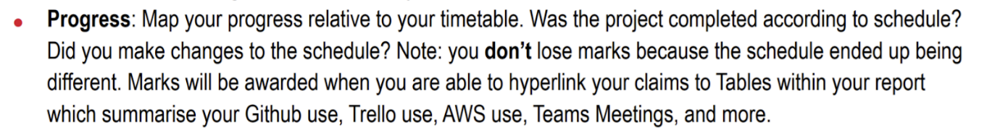 • Progress: Map your progress relative to your timetable. Was the project completed according to schedule?
Did you make changes to the schedule? Note: you don’t lose marks because the schedule ended up being
different. Marks will be awarded when you are able to hyperlink your claims to Tables within your report
which summarise your Github use, Trello use, AWS use, Teams Meetings, and more.